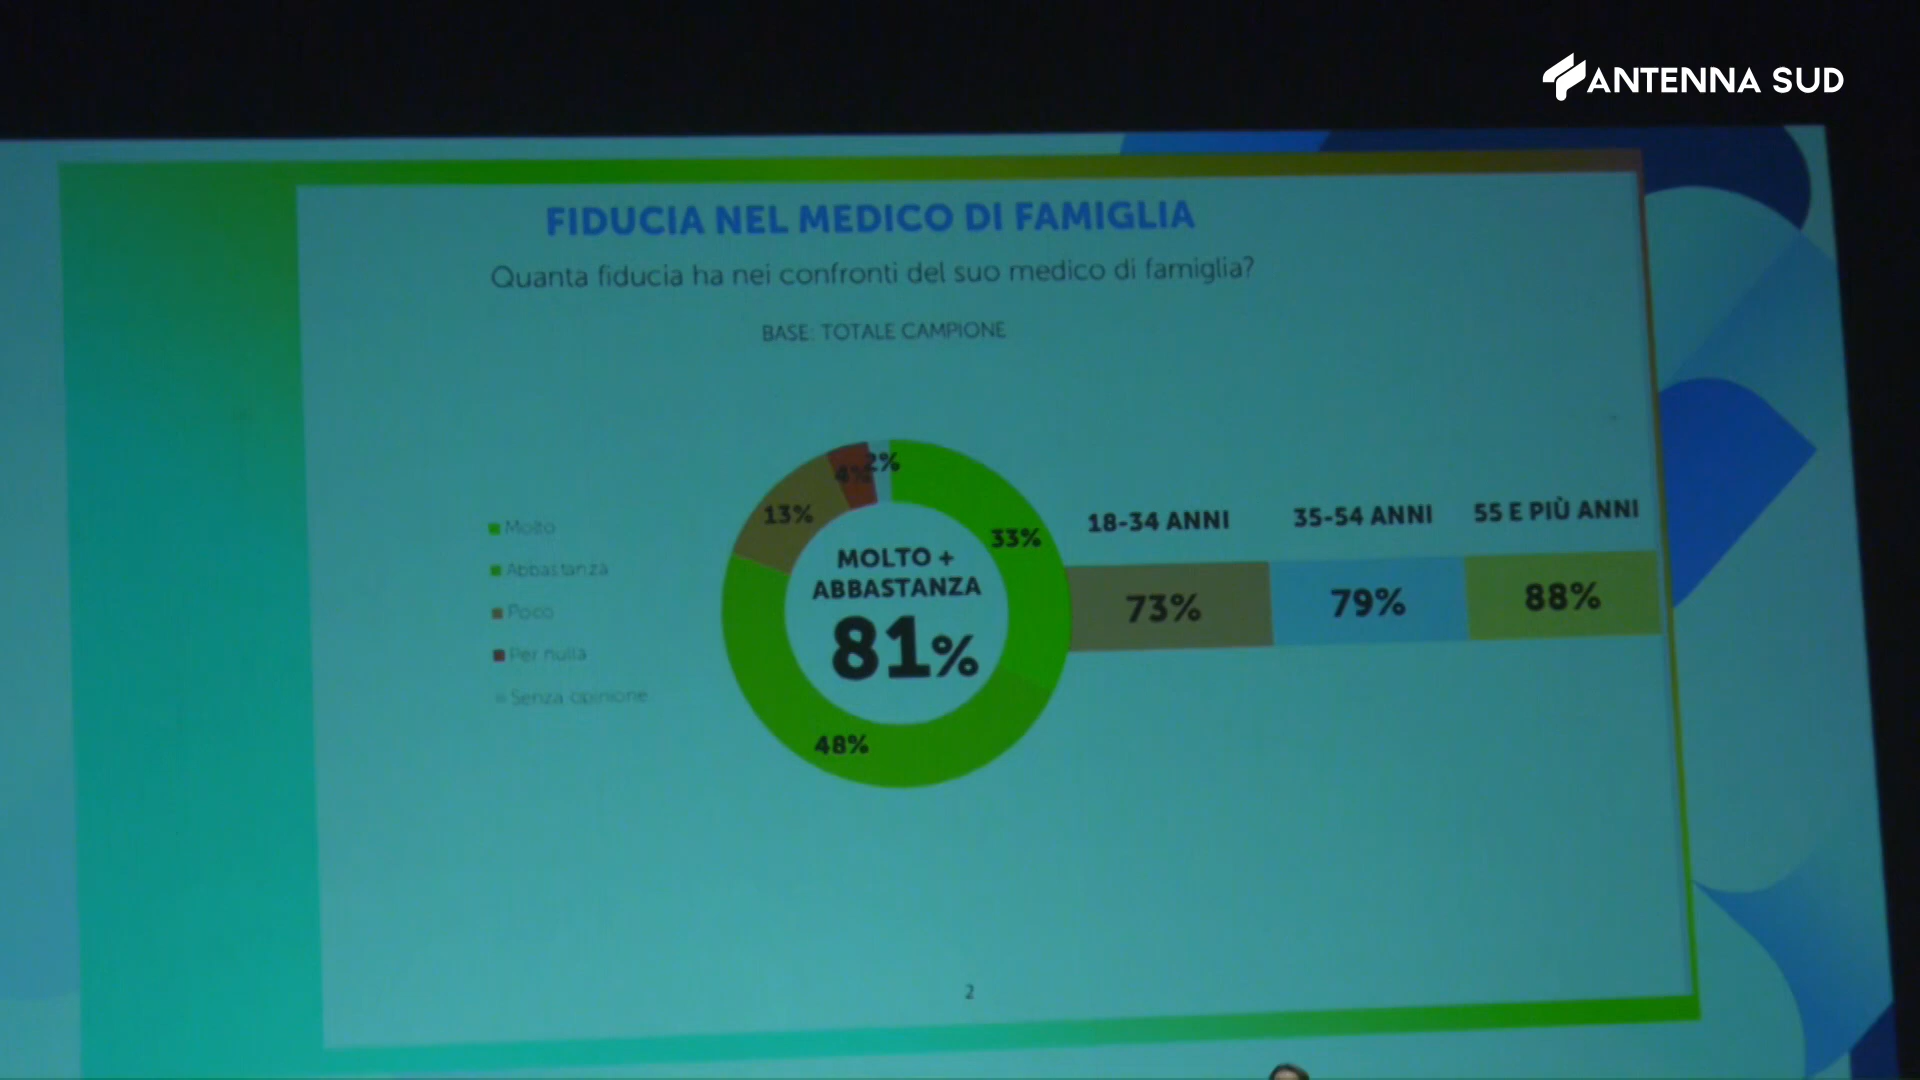 ANTENNA SUD
FIDUCIA NEL MEDICO DI FAMIGLIA
Quanta fiducia ha nei confronti del suo medico di famiglia?
BASE: TOTALE CAMPIONE
Molto
Abbastanza
Poco
Per nulla
Senza opinione
2%
4%
13%
33%
48%
MOLTO +
ABBASTANZA
81%
18-34 ANNI
35-54 ANNI
55 E PIÙ ANNI
73%
79%
88%
2